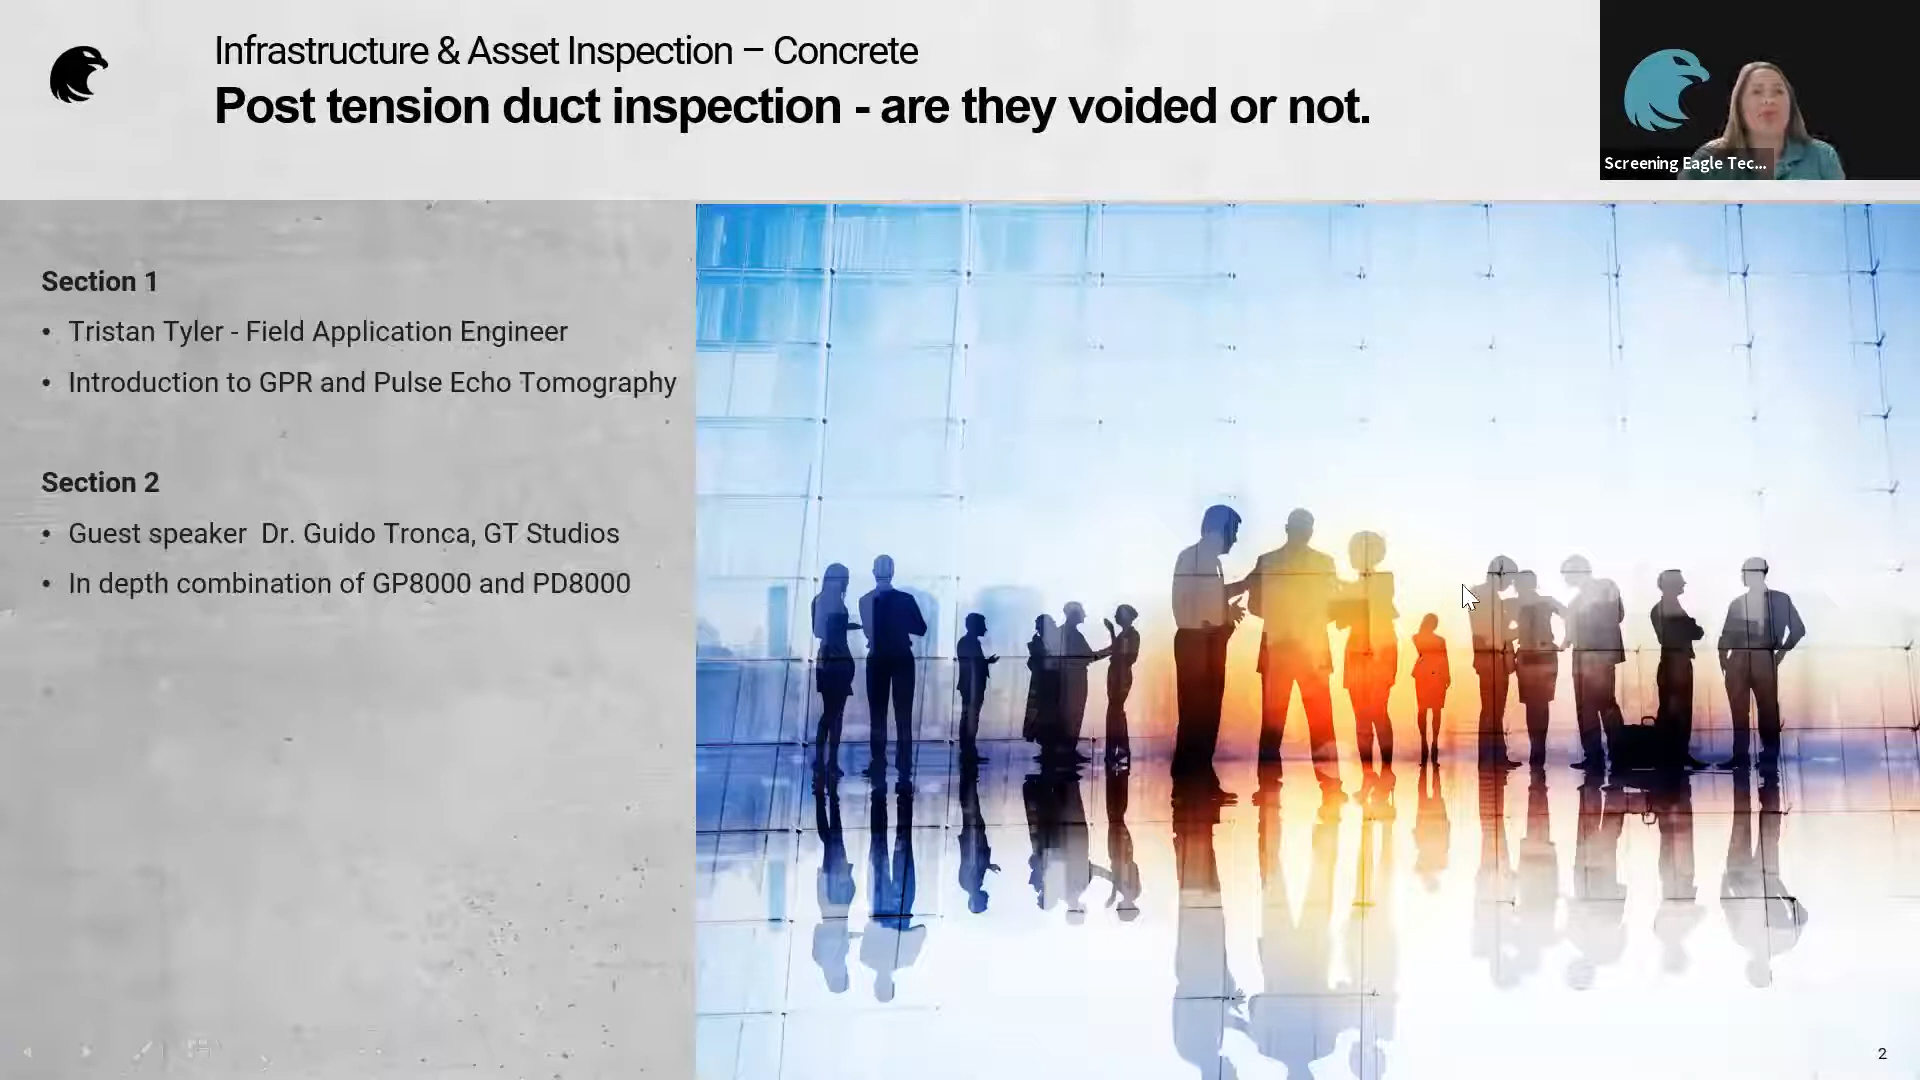 Infrastructure & Asset Inspection – Concrete
Post tension duct inspection - are they voided or not.
Screening Eagle Tec...
Section 1
• Tristan Tyler - Field Application Engineer
• Introduction to GPR and Pulse Echo Tomography
Section 2
• Guest speaker  Dr. Guido Tronca, GT Studios
• In depth combination of GP8000 and PD8000
2